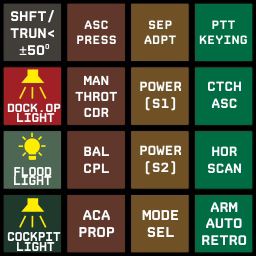 SHFT/
TRUN<
±50°
ASC
PRESS
SEP
ADPT
PTT
KEYING
DOCK.OP
LIGHT
MAN
THROT
CDR
POWER
[S1]
CTCH
ASC
FLOOD
LIGHT
BAL
CPL
POWER
[S2]
HOR
SCAN
COCKPIT
LIGHT
ACA
PROP
MODE
SEL
ARM
AUTO
RETRO